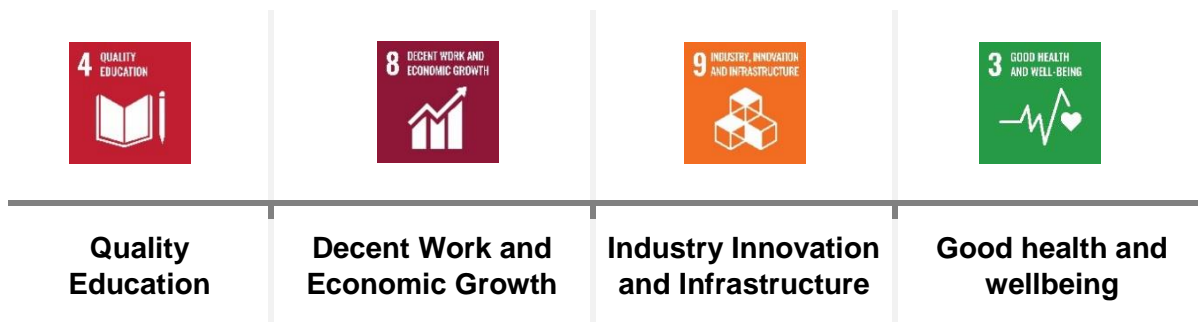 4 QUALITY
EDUCATION
8 DECENT WORK AND
ECONOMIC GROWTH
9 INDUSTRY, INNOVATION
AND INFRASTRUCTURE
3 GOOD HEALTH
AND WELL-BEING
Quality
Education
Decent Work and
Economic Growth
Industry Innovation
and Infrastructure
Good health and
wellbeing